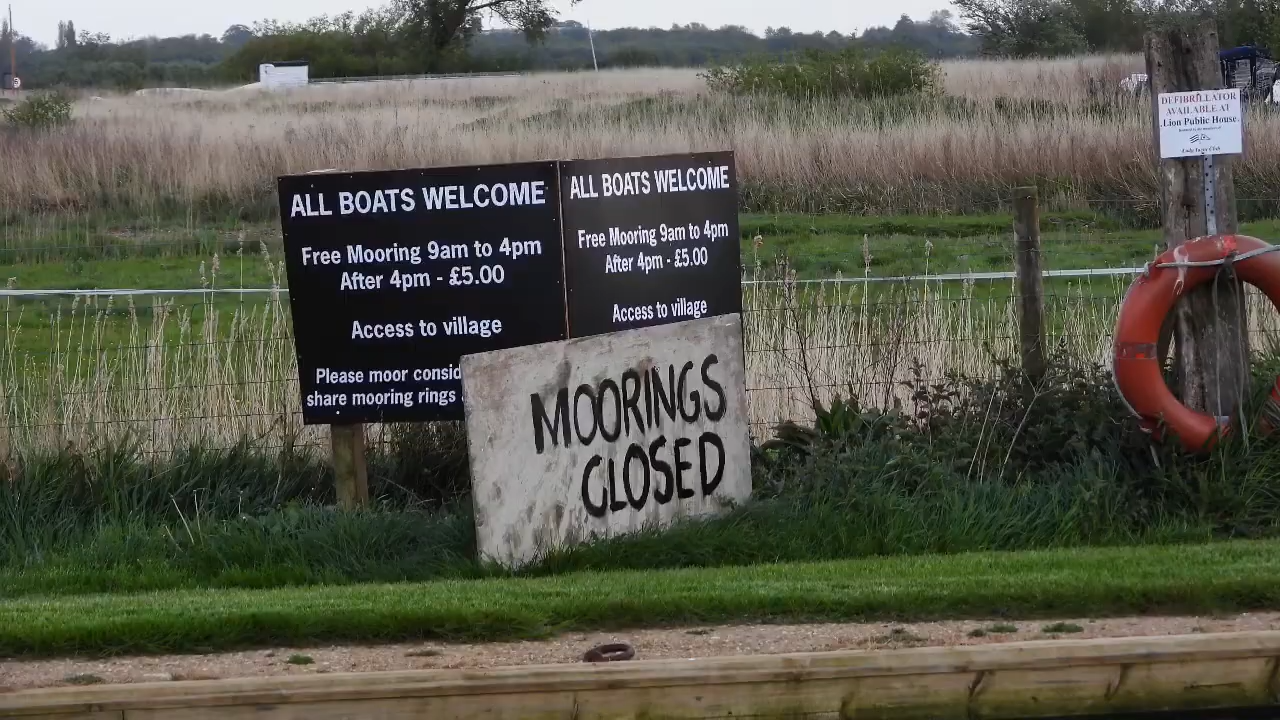 ALL BOATS WELCOME
Free Mooring 9am to 4pm
After 4pm - £5.00
Access to village
Please moor consid
share mooring rings
ALL BOATS WELCOME
Free Mooring 9am to 4pm
After 4pm - £5.00
Access to village
MOORINGS
CLOSED
DEFIBRILLATOR
AVAILABLE AT
Lion Public House